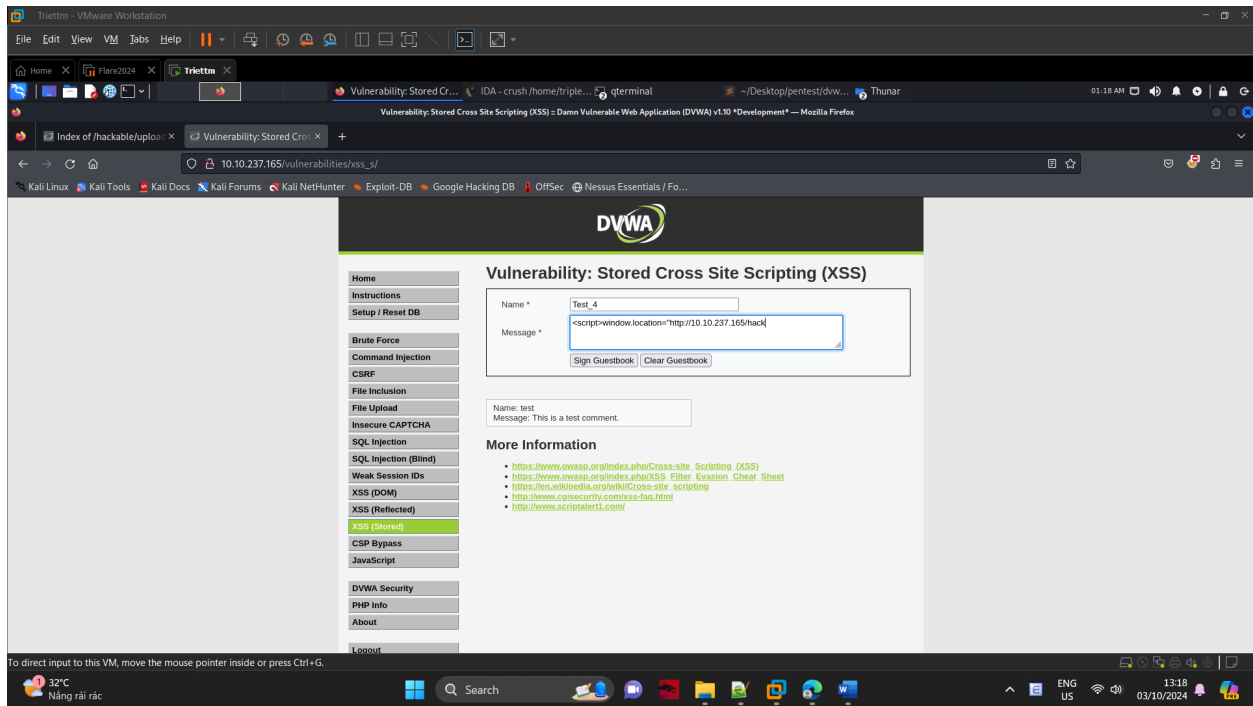 Triettm - VMware Workstation
File Edit View VM Tabs Help
Home Flare2024 Triettm
Vulnerability: Stored Cr... IDA - crush /home/triple... qterminal ~/Desktop/pentest/dvw... Thunar 01:18 AM
Vulnerability: Stored Cross Site Scripting (XSS) :: Damn Vulnerable Web Application (DVWA) v1.10 *Development* — Mozilla Firefox
Index of /hackable/upload Vulnerability: Stored Cros
10.10.237.165/vulnerabilities/xss_s/
Kali Linux Kali Tools Kali Docs Kali Forums Kali NetHunter Exploit-DB Google Hacking DB OffSec Nessus Essentials / Fo...
DVWA
Vulnerability: Stored Cross Site Scripting (XSS)
Home
Instructions
Setup / Reset DB
Brute Force
Command Injection
CSRF
File Inclusion
File Upload
Insecure CAPTCHA
SQL Injection
SQL Injection (Blind)
Weak Session IDs
XSS (DOM)
XSS (Reflected)
XSS (Stored)
CSP Bypass
JavaScript
DVWA Security
PHP Info
About
Logout
Name * Test_4
Message * <script>window.location="http://10.10.237.165/hack
Sign Guestbook Clear Guestbook
Name: test
Message: This is a test comment.
More Information
https://www.owasp.org/index.php/Cross-site_Scripting_(XSS)
https://www.owasp.org/index.php/XSS_Filter_Evasion_Cheat_Sheet
https://en.wikipedia.org/wiki/Cross-site_scripting
http://www.cgisecurity.com/xss-faq.html
http://www.scriptalert1.com/
To direct input to this VM, move the mouse pointer inside or press Ctrl+G.
1 32°C
Nắng rải rác
Search
ENG
US
13:18
03/10/2024